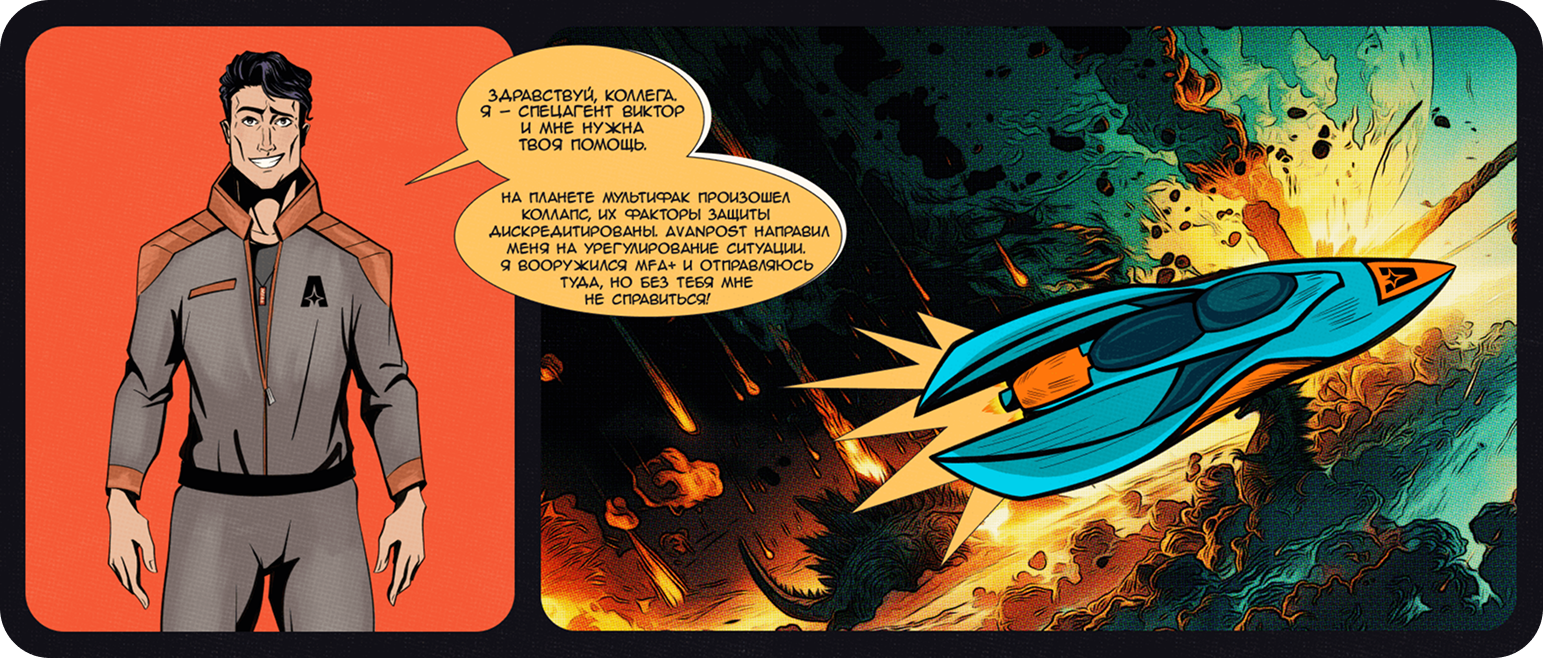 ЗДРАВСТВУЙ, КОЛЛЕГА.
Я – СПЕЦАГЕНТ ВИКТОР
И МНЕ НУЖНА
ТВОЯ ПОМОЩЬ.
НА ПЛАНЕТЕ МУЛЬТИФАК ПРОИЗОШЕЛ
КОЛЛАПС, ИХ ФАКТОРЫ ЗАЩИТЫ
ДИСКРЕДИТИРОВАНЫ. AVANPOST НАПРАВИЛ
МЕНЯ НА УРЕГУЛИРОВАНИЕ СИТУАЦИИ.
Я ВООРУЖИЛСЯ MFA+ И ОТПРАВЛЯЮСЬ
ТУДА, НО БЕЗ ТЕБЯ МНЕ
НЕ СПРАВИТЬСЯ!